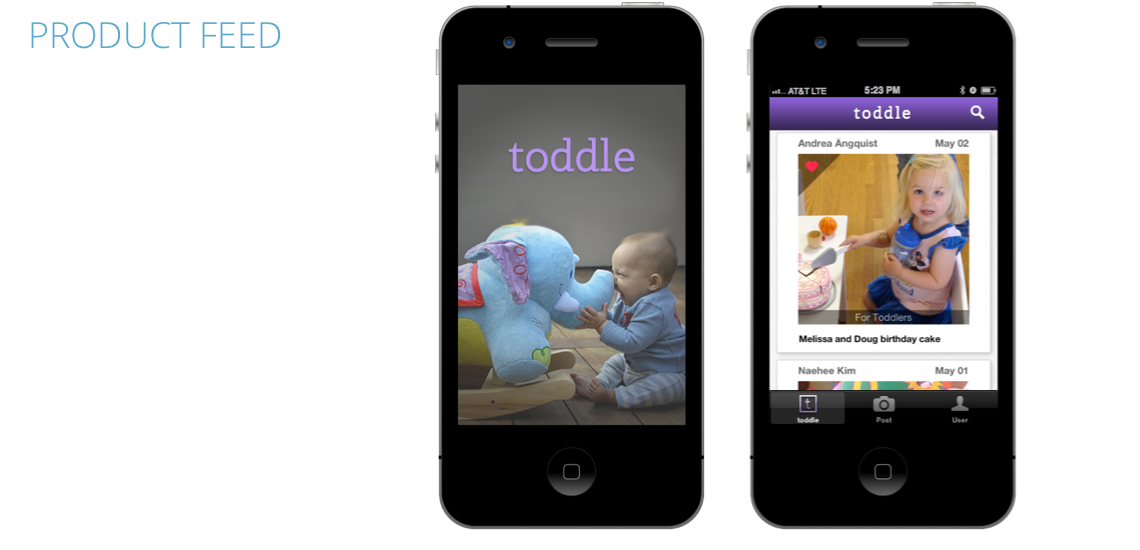 PRODUCT FEED
toddle
AT&T LTE 5:23 PM
toddle
Andrea Ängquist May 02
For Toddlers
Melissa and Doug birthday cake
Naehee Kim May 01
t
toddle Post User